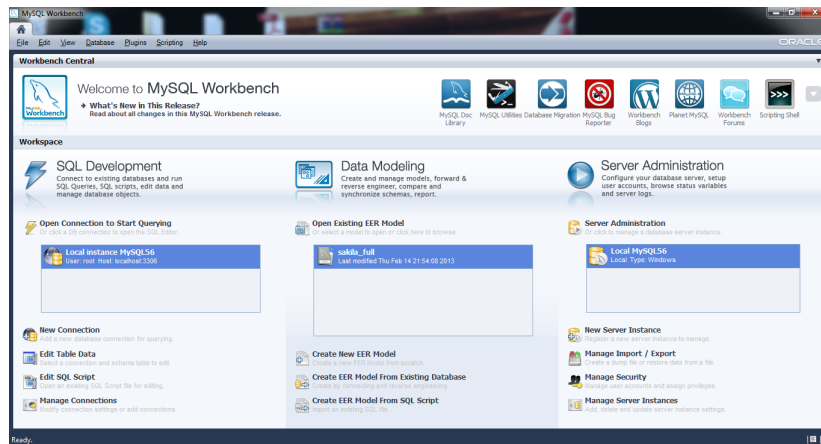 MySQL Workbench
File Edit View Database Plugins Scripting Help
ORACLE
Workbench Central
Welcome to MySQL Workbench
What's New in This Release?
Read about all changes in this MySQL Workbench release.
MySQL
Workbench
MySQL Doc Library
MySQL Utilities
Database Migration
MySQL Bug Reporter
Workbench Blogs
Planet MySQL
Workbench Forums
Scripting Shell
Workspace
SQL Development
Connect to existing databases and run
SQL Queries, SQL scripts, edit data and
manage database objects.
Open Connection to Start Querying
Or click a DB connection to open the SQL Editor.
Local instance MySQL56
User: root Host: localhost:3306
New Connection
Add a new database connection for querying.
Edit Table Data
Select a connection and schema table to edit.
Edit SQL Script
Open an existing SQL Script file for editing.
Manage Connections
Modify connection settings or add connections.
Data Modeling
Create and manage models, forward &
reverse engineer, compare and
synchronize schemas, report.
Open Existing EER Model
Or select a model to open or click here to browse.
sakila_full
Last modified Thu Feb 14 21:54:08 2013
Create New EER Model
Create a new EER Model from scratch.
Create EER Model From Existing Database
Create by connecting and reverse engineering.
Create EER Model From SQL Script
Import an existing SQL file.
Server Administration
Configure your database server, setup
user accounts, browse status variables
and server logs.
Server Administration
Or click to manage a database server instance.
Local MySQL56
Local Type: Windows
New Server Instance
Register a new server instance to manage.
Manage Import / Export
Create a dump file or restore data from a file.
Manage Security
Manage user accounts and assign privileges.
Manage Server Instances
Add, delete and update server instance settings.
Ready.